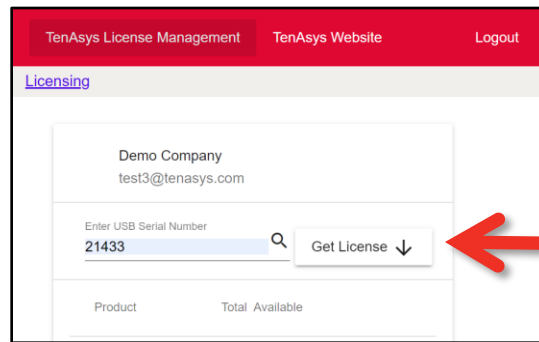 TenAsys License Management TenAsys Website Logout
Licensing
Demo Company
test3@tenasys.com
Enter USB Serial Number
21433
Get License
Product Total Available